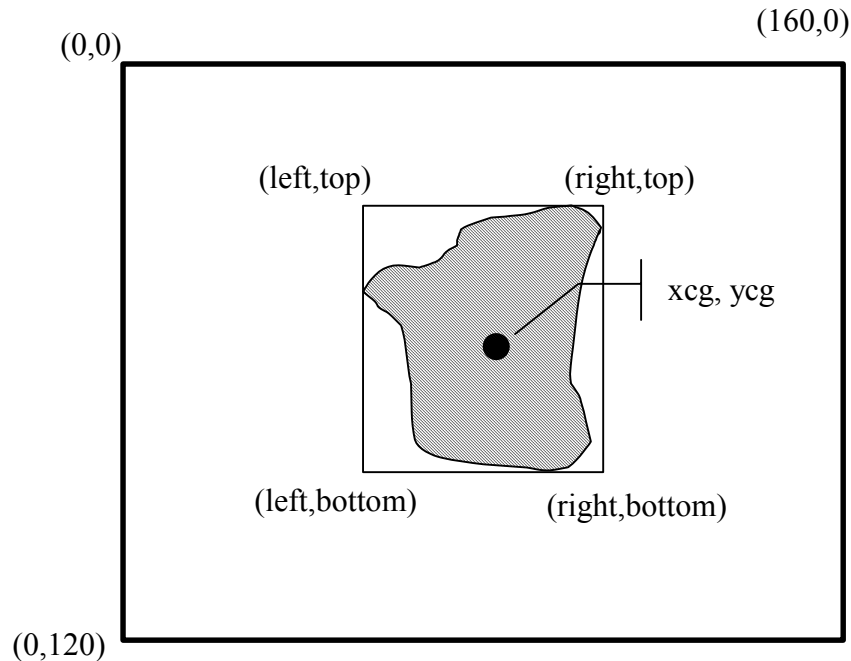 (160,0)
(0,0)
(left,top)
(right,top)
xcg, ycg
(left,bottom)
(right,bottom)
(0,120)